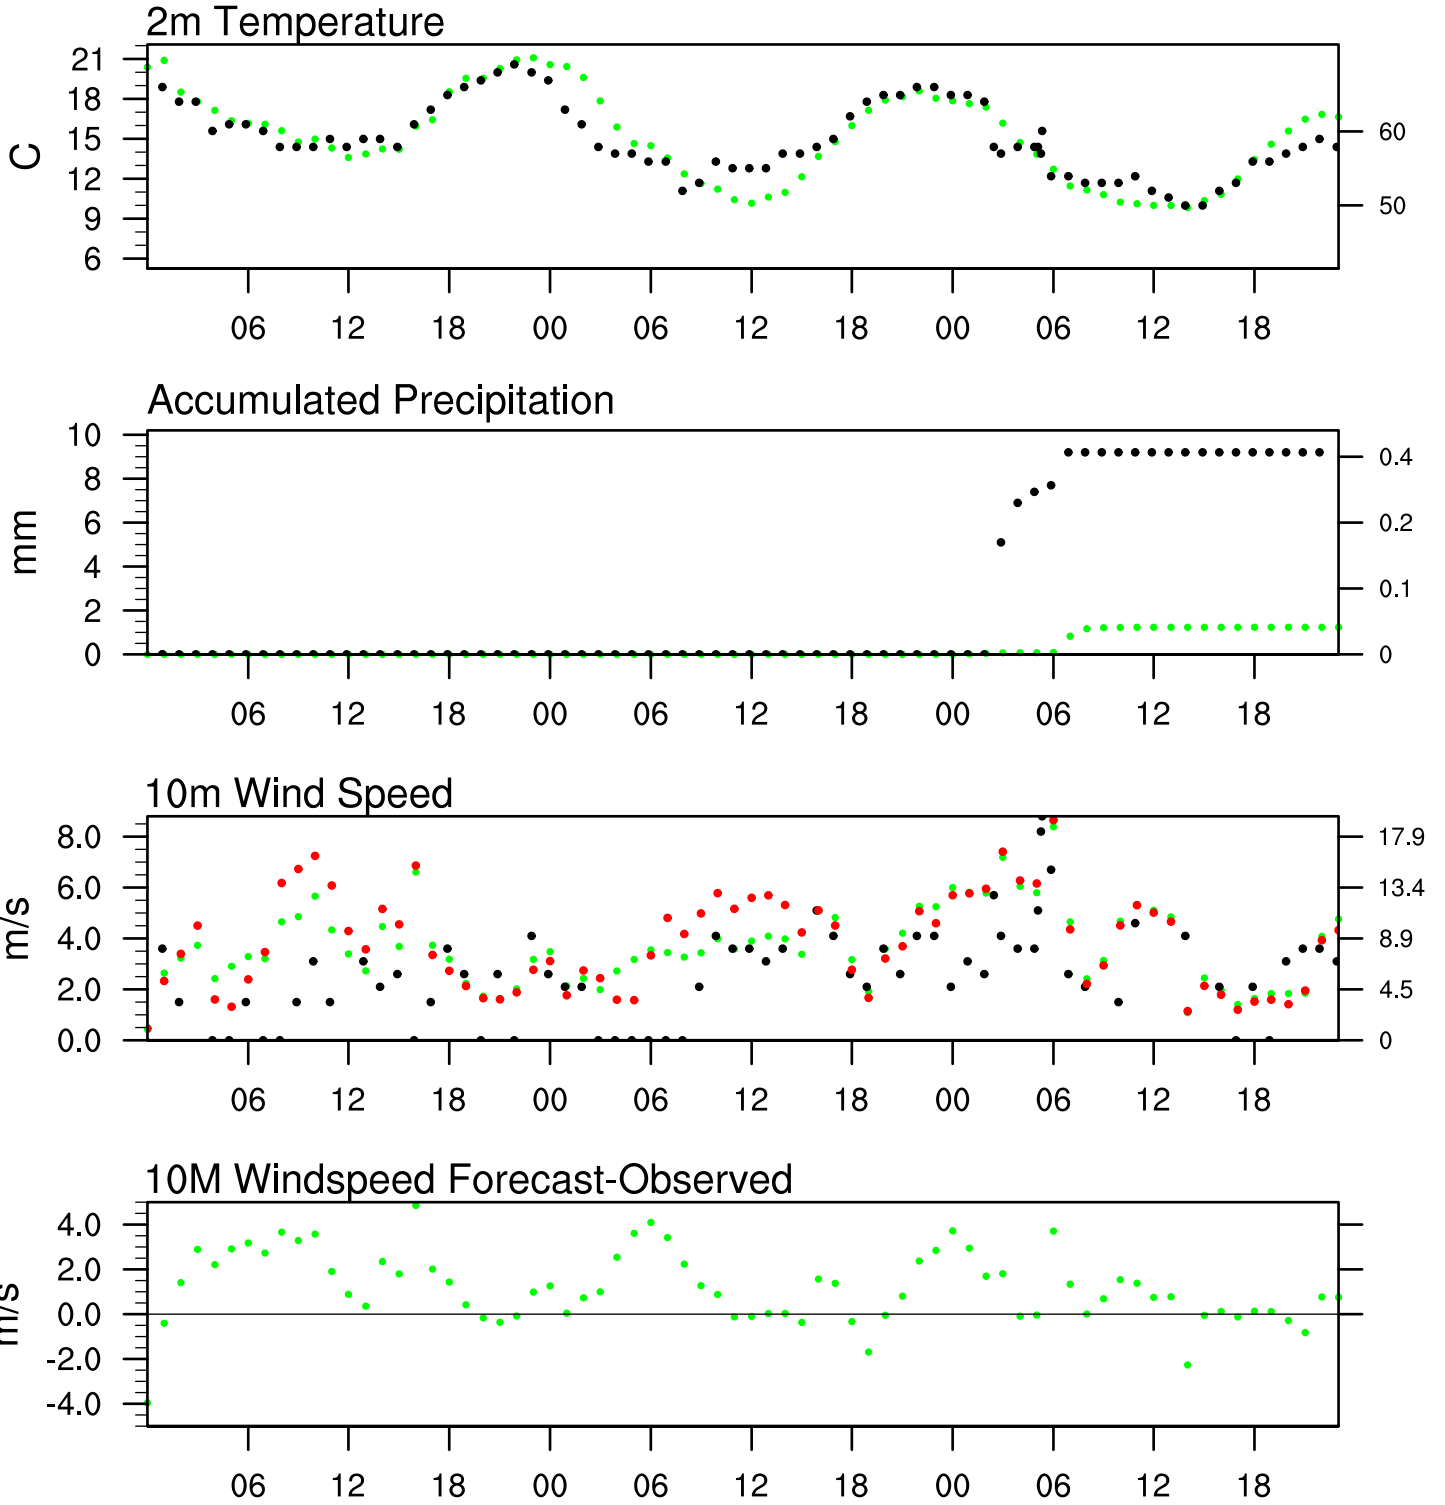 2m Temperature
21
18
15
12
9
6
C
60
50
06 12 18 00 06 12 18 00 06 12 18
Accumulated Precipitation
10
8
6
4
2
0
mm
0.4
0.2
0.1
0
06 12 18 00 06 12 18 00 06 12 18
10m Wind Speed
8.0
6.0
4.0
2.0
0.0
m/s
17.9
13.4
8.9
4.5
0
06 12 18 00 06 12 18 00 06 12 18
10M Windspeed Forecast-Observed
4.0
2.0
0.0
-2.0
-4.0
m/s
06 12 18 00 06 12 18 00 06 12 18